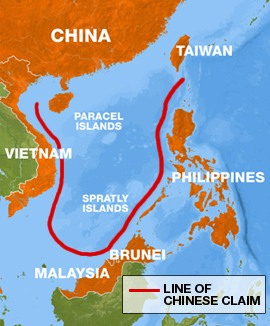 CHINA
TAIWAN
PARACEL
ISLANDS
VIETNAM
PHILIPPINES
SPRATLY
ISLANDS
BRUNEI
MALAYSIA
LINE OF
CHINESE CLAIM